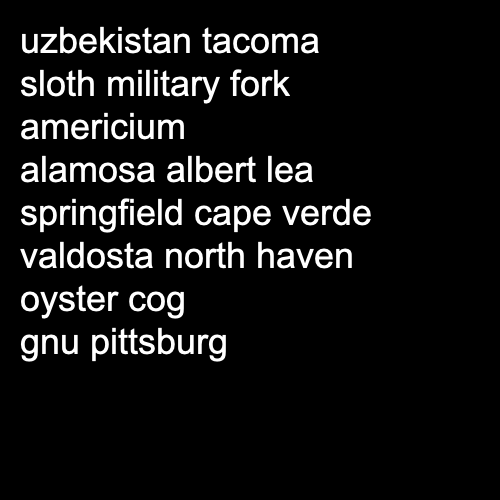 uzbekistan tacoma
sloth military fork
americium
alamosa albert lea
springfield cape verde
valdosta north haven
oyster cog
gnu pittsburg